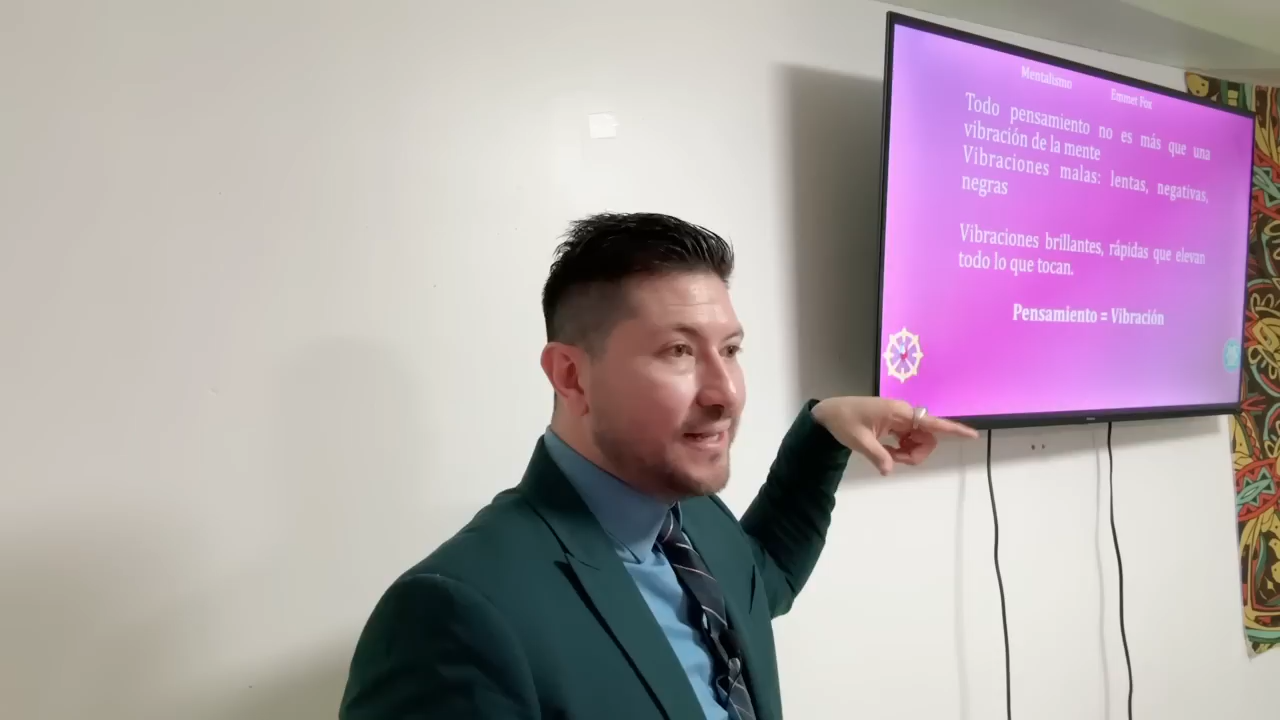 Mentalismo
Emmet Fox
Todo pensamiento no es más que una
vibración de la mente
Vibraciones malas: lentas, negativas,
negras
Vibraciones brillantes, rápidas que elevan
todo lo que tocan.
Pensamiento = Vibración